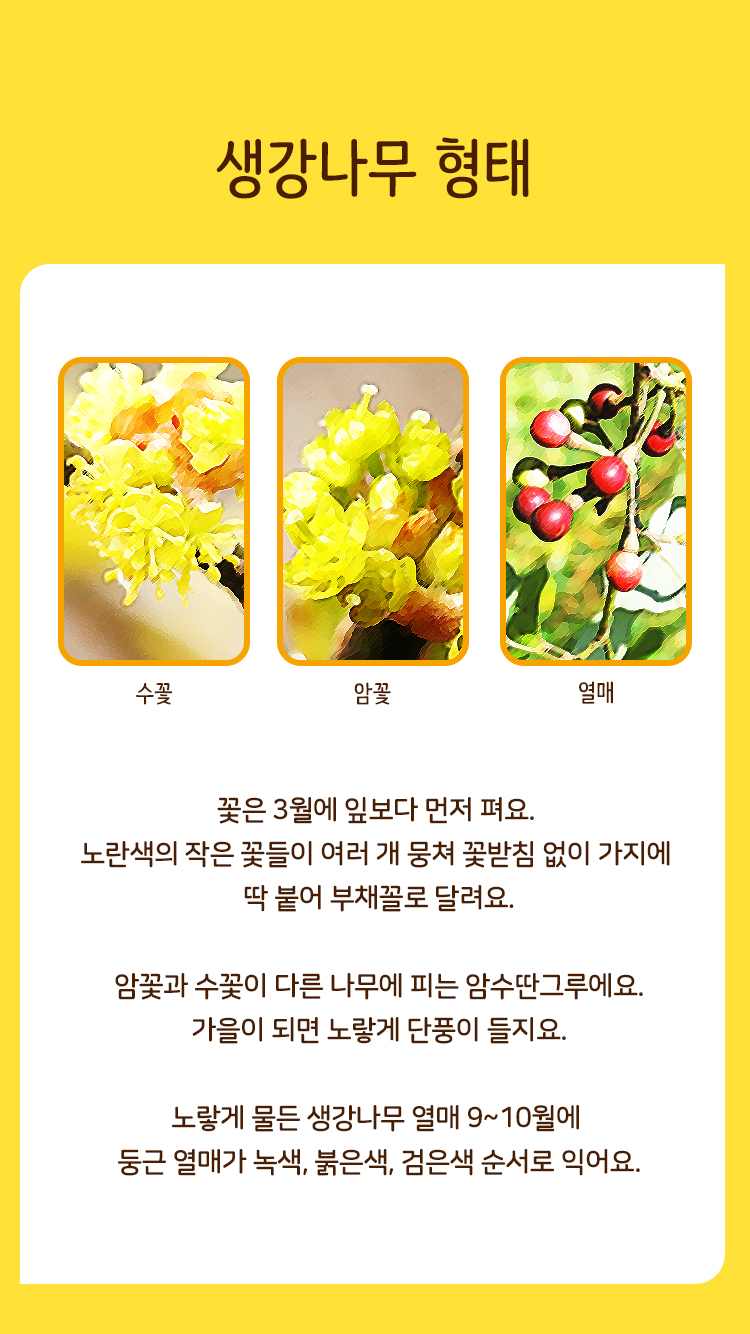 생강나무 형태
수꽃
암꽃
열매
꽃은 3월에 잎보다 먼저 펴요.
노란색의 작은 꽃들이 여러 개 뭉쳐 꽃받침 없이 가지에
딱 붙어 부채꼴로 달려요.
암꽃과 수꽃이 다른 나무에 피는 암수딴그루에요.
가을이 되면 노랗게 단풍이 들지요.
노랗게 물든 생강나무 열매 9~10월에
둥근 열매가 녹색, 붉은색, 검은색 순서로 익어요.